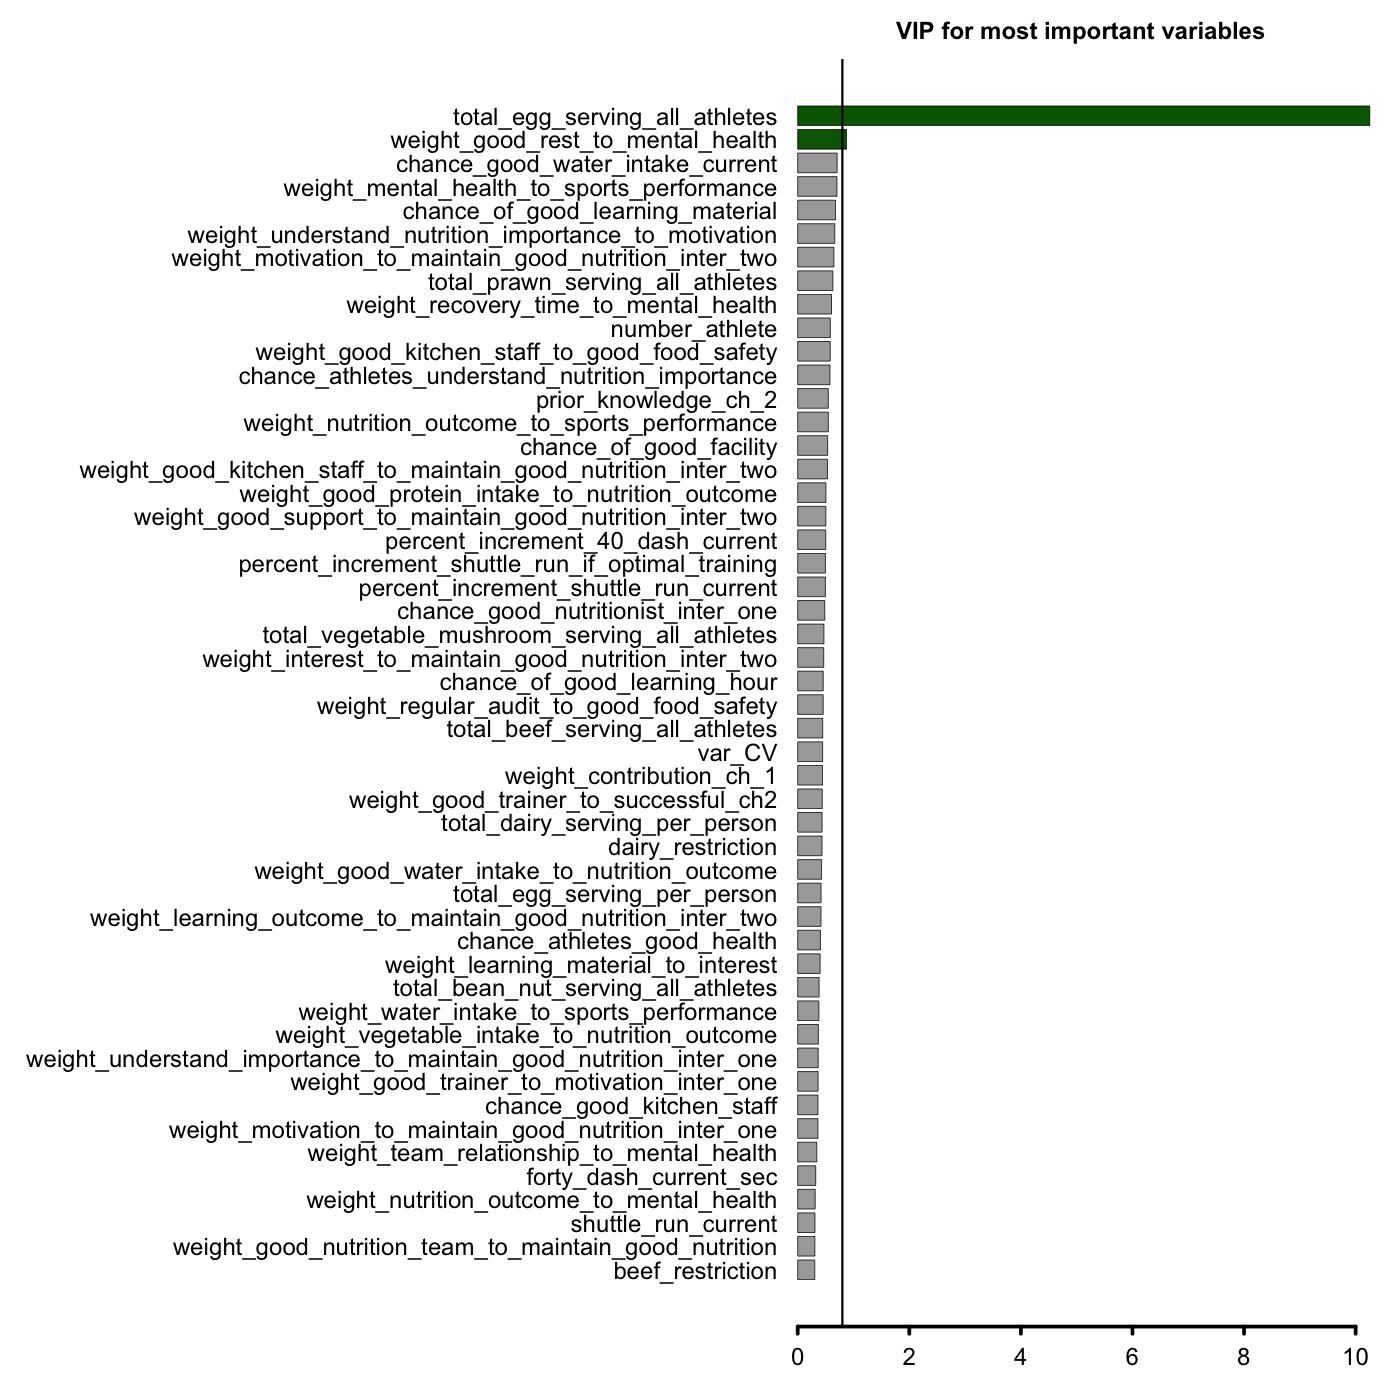 VIP for most important variables
total_egg_serving_all_athletes
weight_good_rest_to_mental_health
chance_good_water_intake_current
weight_mental_health_to_sports_performance
chance_of_good_learning_material
weight_understand_nutrition_importance_to_motivation
weight_motivation_to_maintain_good_nutrition_inter_two
total_prawn_serving_all_athletes
weight_recovery_time_to_mental_health
number_athlete
weight_good_kitchen_staff_to_good_food_safety
chance_athletes_understand_nutrition_importance
prior_knowledge_ch_2
weight_nutrition_outcome_to_sports_performance
chance_of_good_facility
weight_good_kitchen_staff_to_maintain_good_nutrition_inter_two
weight_good_protein_intake_to_nutrition_outcome
weight_good_support_to_maintain_good_nutrition_inter_two
percent_increment_40_dash_current
percent_increment_shuttle_run_if_optimal_training
percent_increment_shuttle_run_current
chance_good_nutritionist_inter_one
total_vegetable_mushroom_serving_all_athletes
weight_interest_to_maintain_good_nutrition_inter_two
chance_of_good_learning_hour
weight_regular_audit_to_good_food_safety
total_beef_serving_all_athletes
var_CV
weight_contribution_ch_1
weight_good_trainer_to_successful_ch2
total_dairy_serving_per_person
dairy_restriction
weight_good_water_intake_to_nutrition_outcome
total_egg_serving_per_person
weight_learning_outcome_to_maintain_good_nutrition_inter_two
chance_athletes_good_health
weight_learning_material_to_interest
total_bean_nut_serving_all_athletes
weight_water_intake_to_sports_performance
weight_vegetable_intake_to_nutrition_outcome
weight_understand_importance_to_maintain_good_nutrition_inter_one
weight_good_trainer_to_motivation_inter_one
chance_good_kitchen_staff
weight_motivation_to_maintain_good_nutrition_inter_one
weight_team_relationship_to_mental_health
forty_dash_current_sec
weight_nutrition_outcome_to_mental_health
shuttle_run_current
weight_good_nutrition_team_to_maintain_good_nutrition
beef_restriction
0 2 4 6 8 10